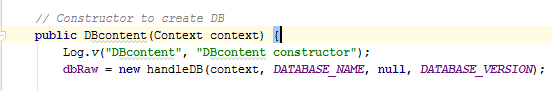 // Constructor to create DB
public DBcontent(Context context) {
Log.v("DBcontent", "DBcontent constructor");
dbRaw = new handleDB(context, DATABASE_NAME, null, DATABASE_VERSION);